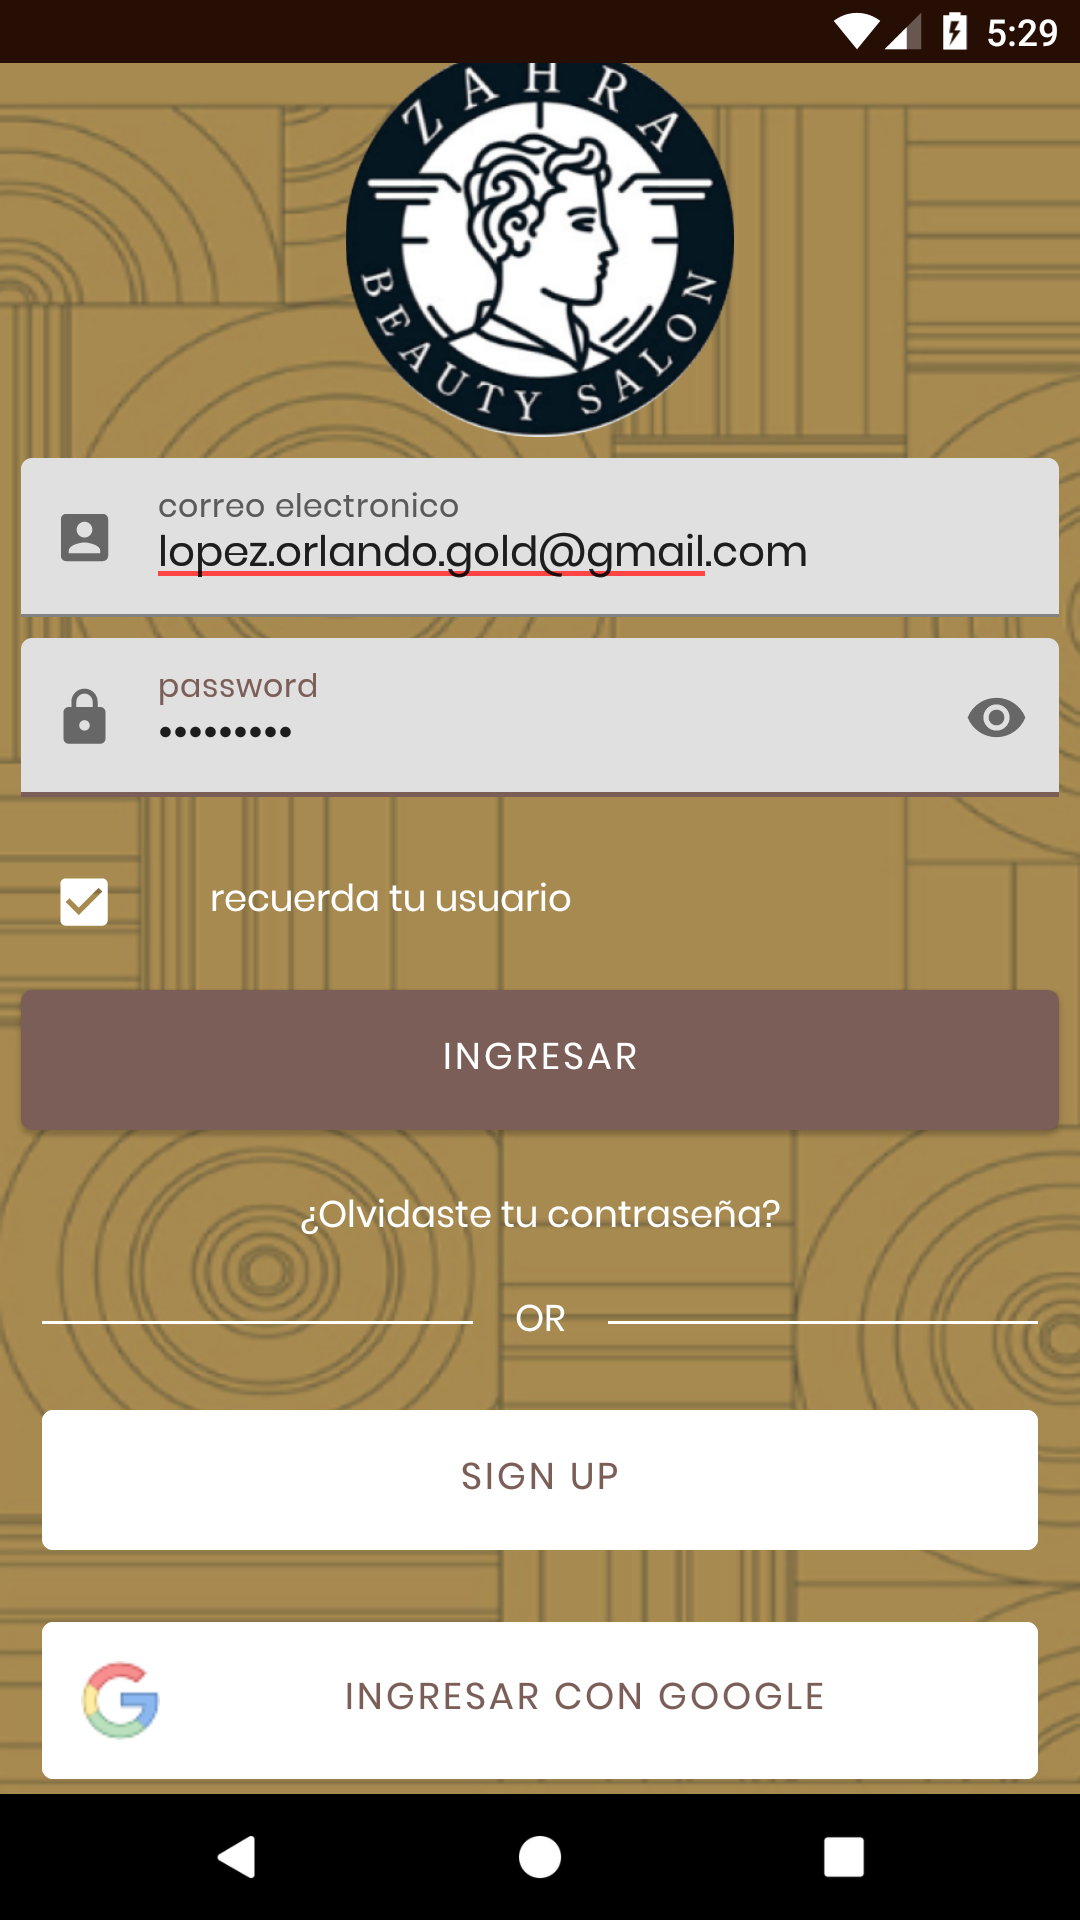 5:29
ZAHRA
BEAUTY SALON
correo electronico
lopez.orlando.gold@gmail.com
password
•••••••••
recuerda tu usuario
INGRESAR
¿Olvidaste tu contraseña?
OR
SIGN UP
INGRESAR CON GOOGLE